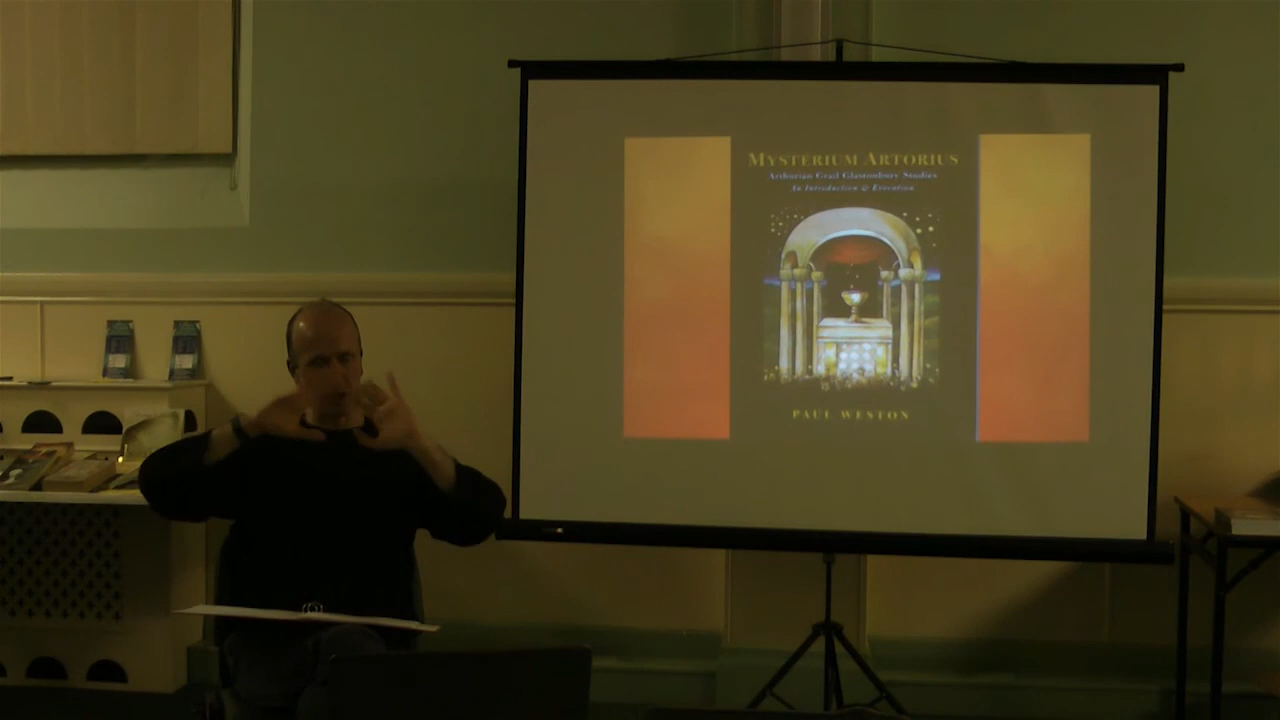 MYSTERIUM ARTORIUS
Arthurian Grail Glastonbury Studies
An Introduction & Evocation
PAUL WESTON